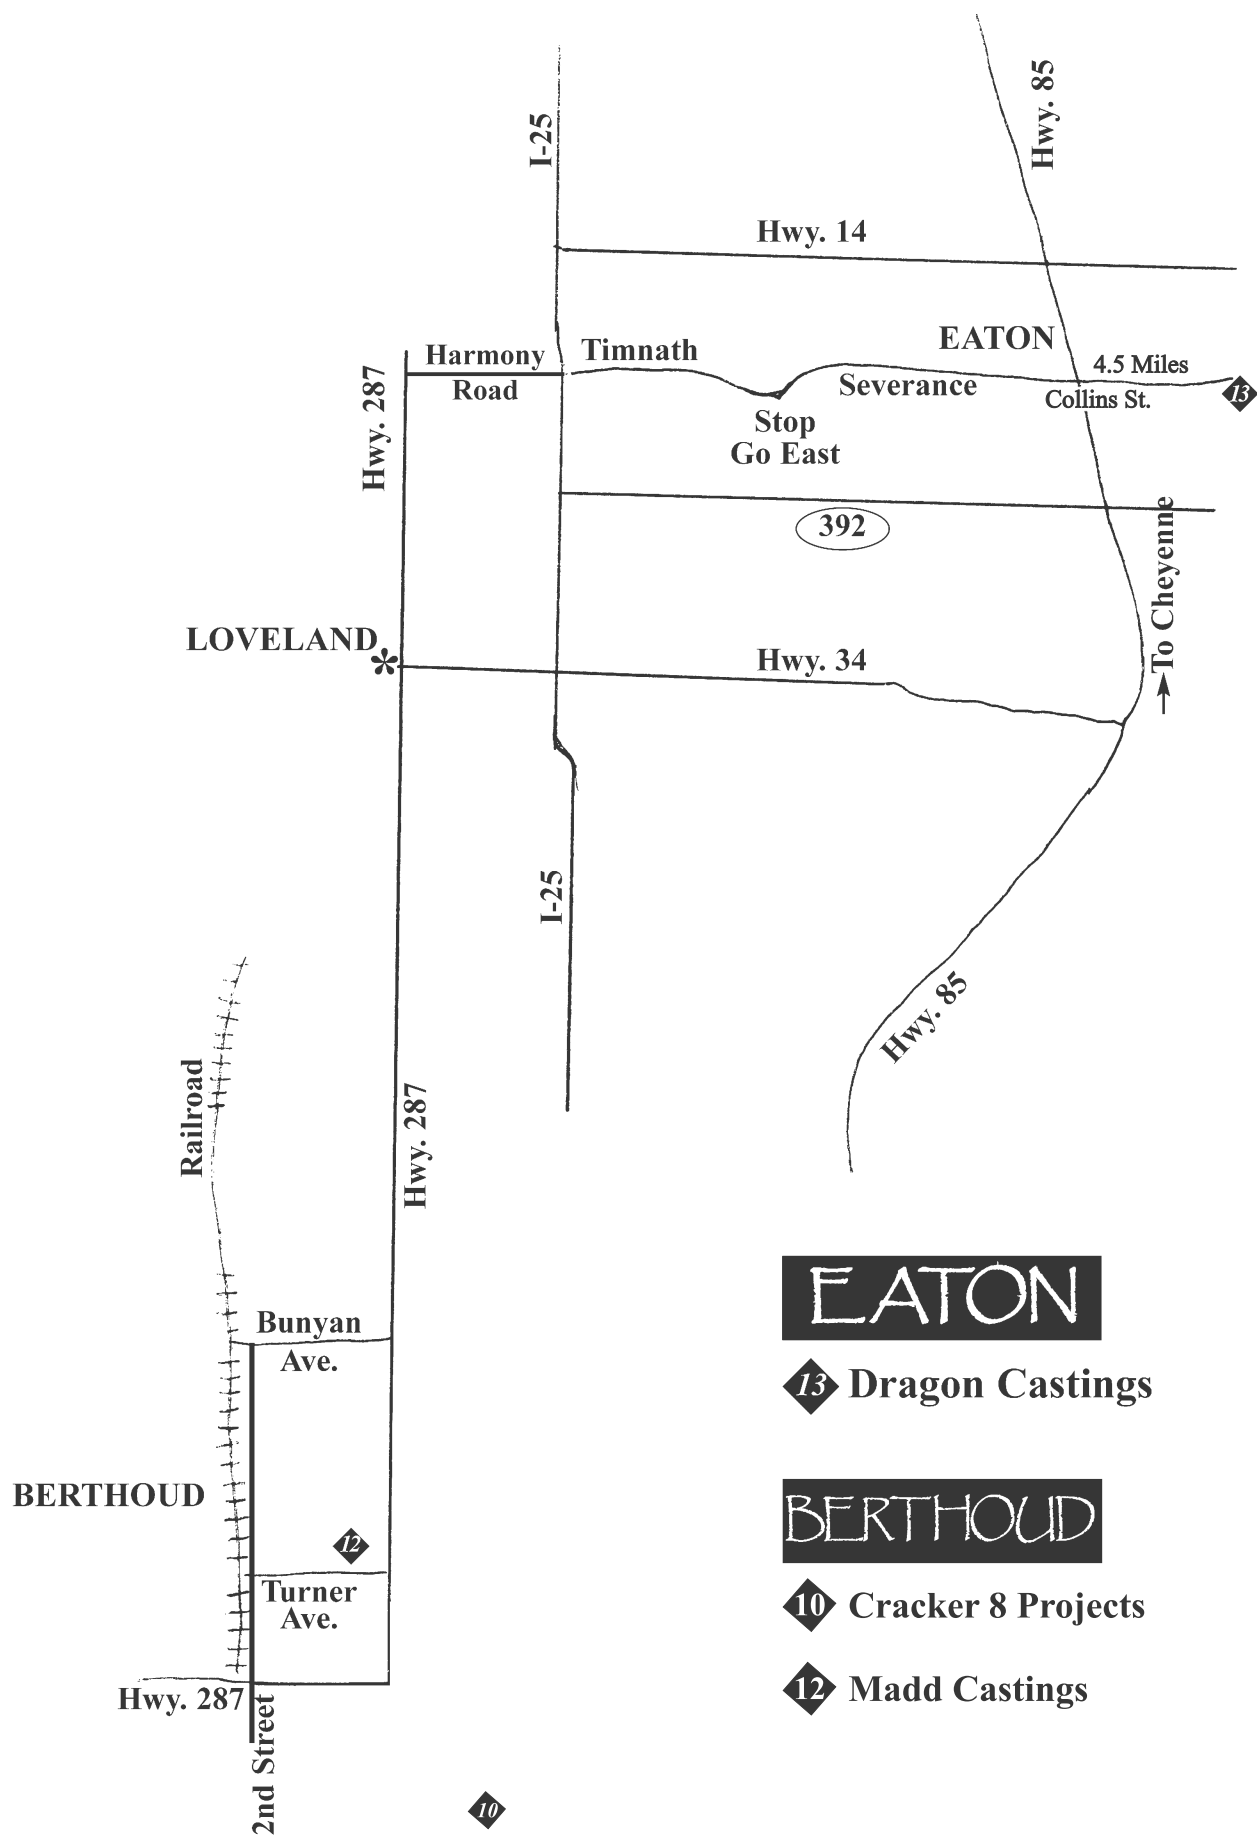 Hwy. 85
I-25
Hwy. 14
EATON
Harmony
Road
Timnath
4.5 Miles
Severance
Collins St.
13
Hwy. 287
Stop
Go East
392
To Cheyenne
LOVELAND
*
Hwy. 34
I-25
Hwy. 85
Railroad
Hwy. 287
EATON
13 Dragon Castings
Bunyan
Ave.
BERTHOUD
BERTHOUD
12
Turner
Ave.
10 Cracker 8 Projects
12 Madd Castings
Hwy. 287
2nd Street
10